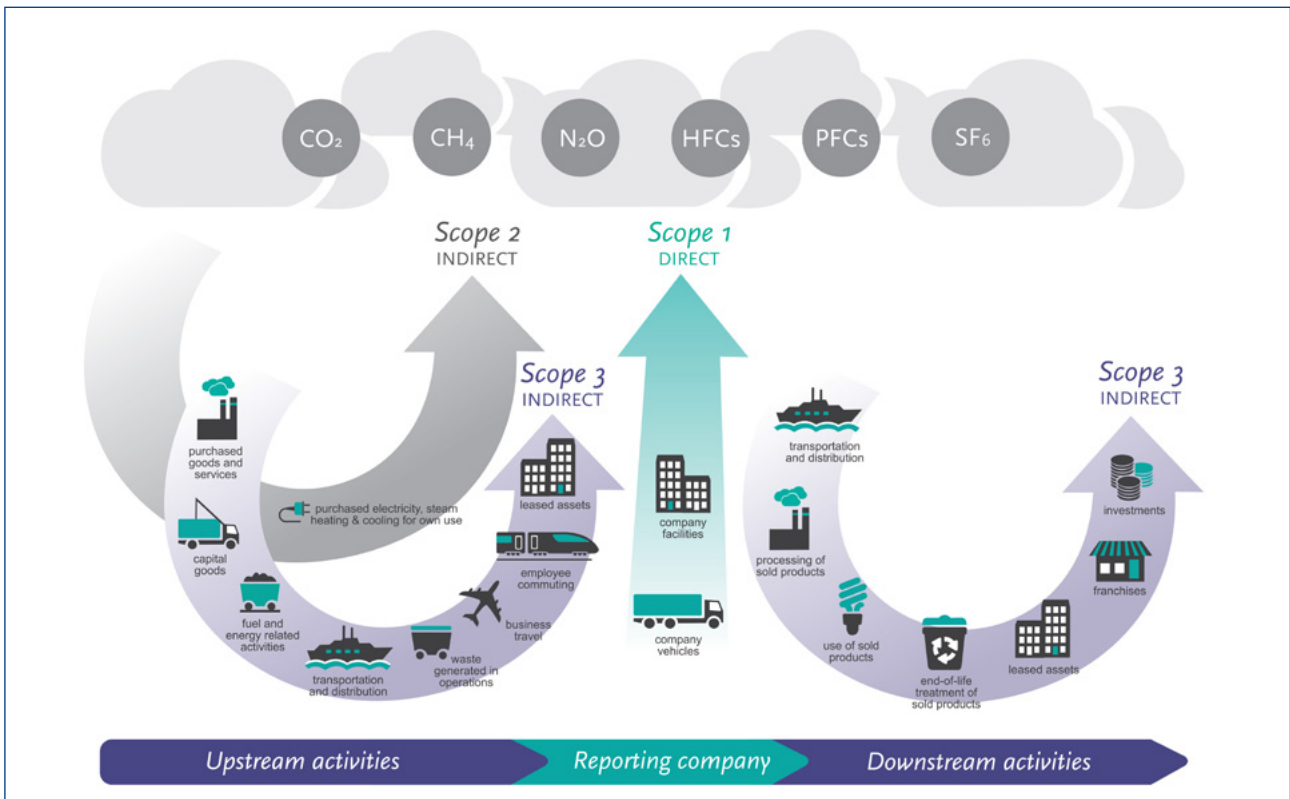 CO₂
CH₄
N₂O
HFCs
PFCs
SF₆
Scope 2
INDIRECT
Scope 1
DIRECT
Scope 3
INDIRECT
Scope 3
INDIRECT
purchased
goods and
services
capital
goods
fuel and
energy related
activities
transportation
and distribution
waste
generated in
operations
business
travel
employee
commuting
leased assets
purchased electricity, steam
heating & cooling for own use
company
facilities
company
vehicles
transportation
and distribution
processing of
sold products
use of sold
products
end-of-life
treatment of
sold products
leased assets
franchises
investments
Upstream activities
Reporting company
Downstream activities